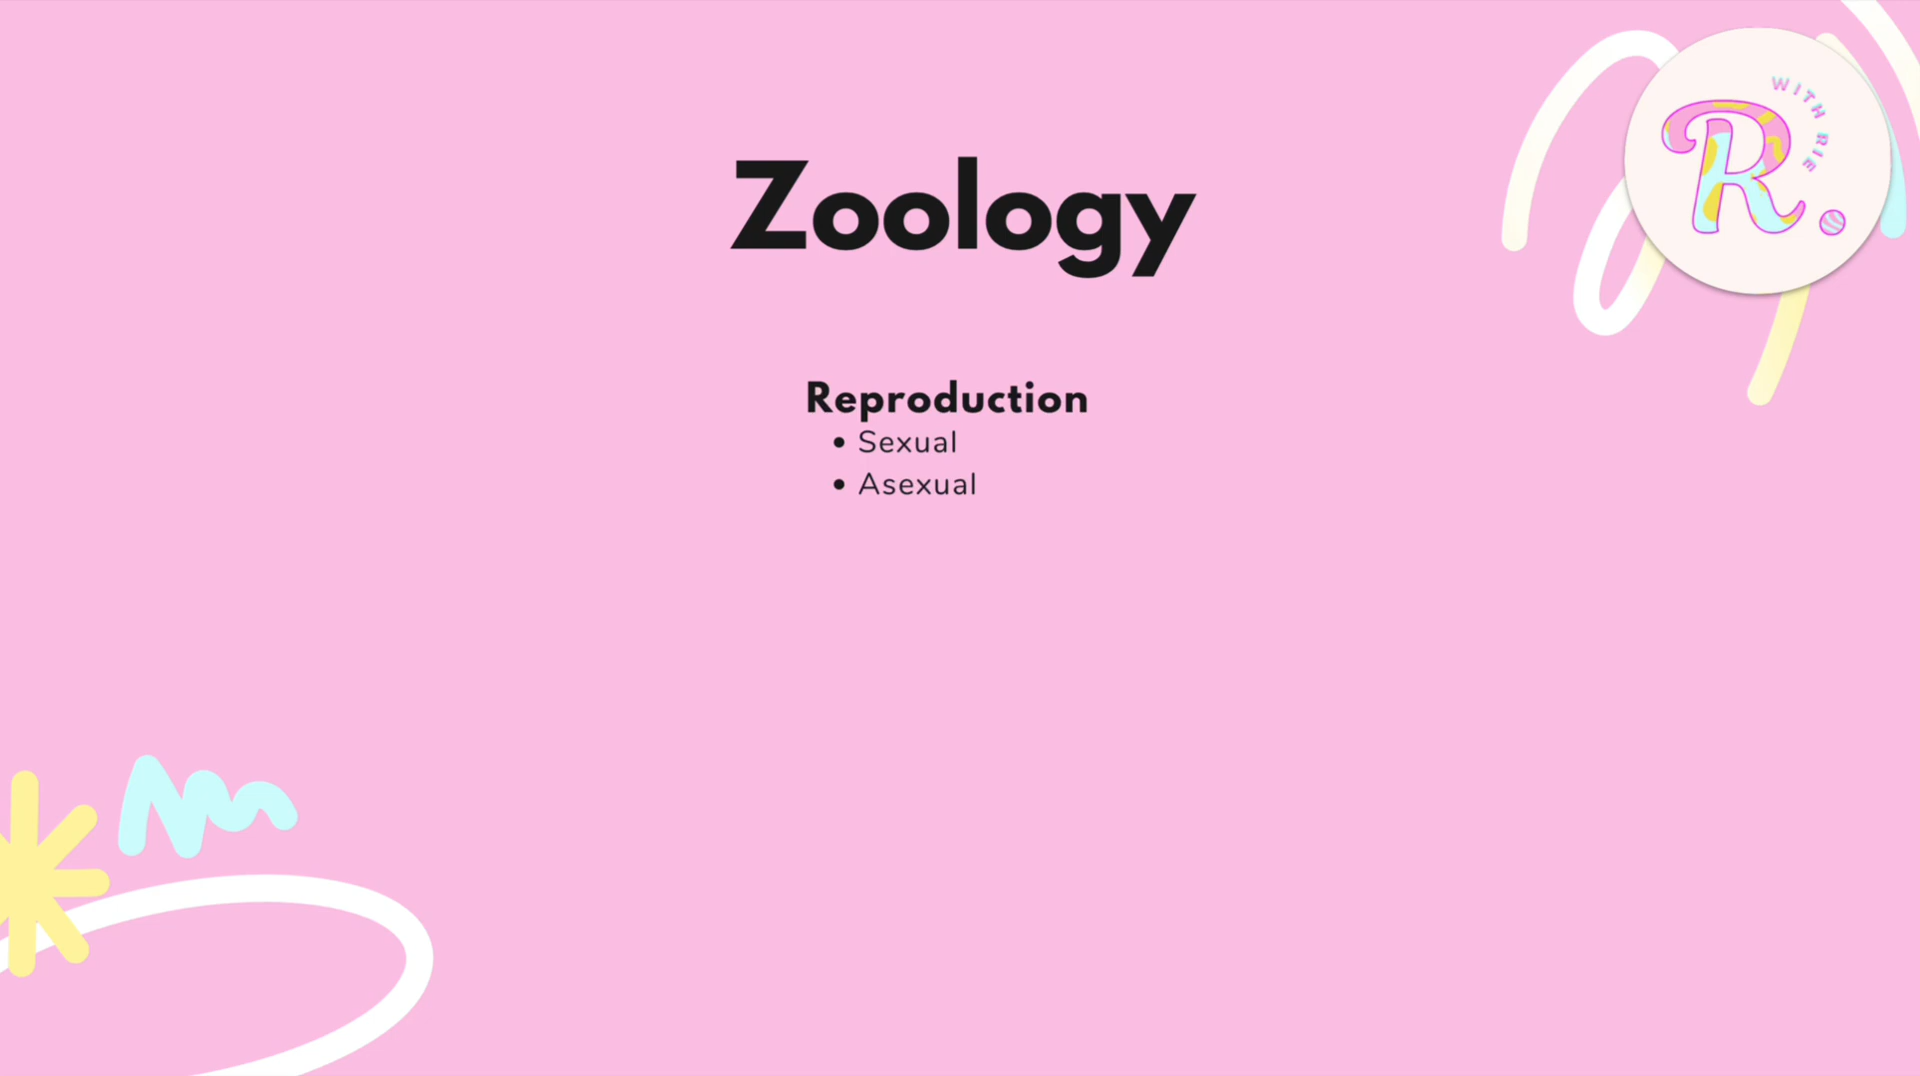 WITH RIE
R.
Zoology
Reproduction
• Sexual
• Asexual